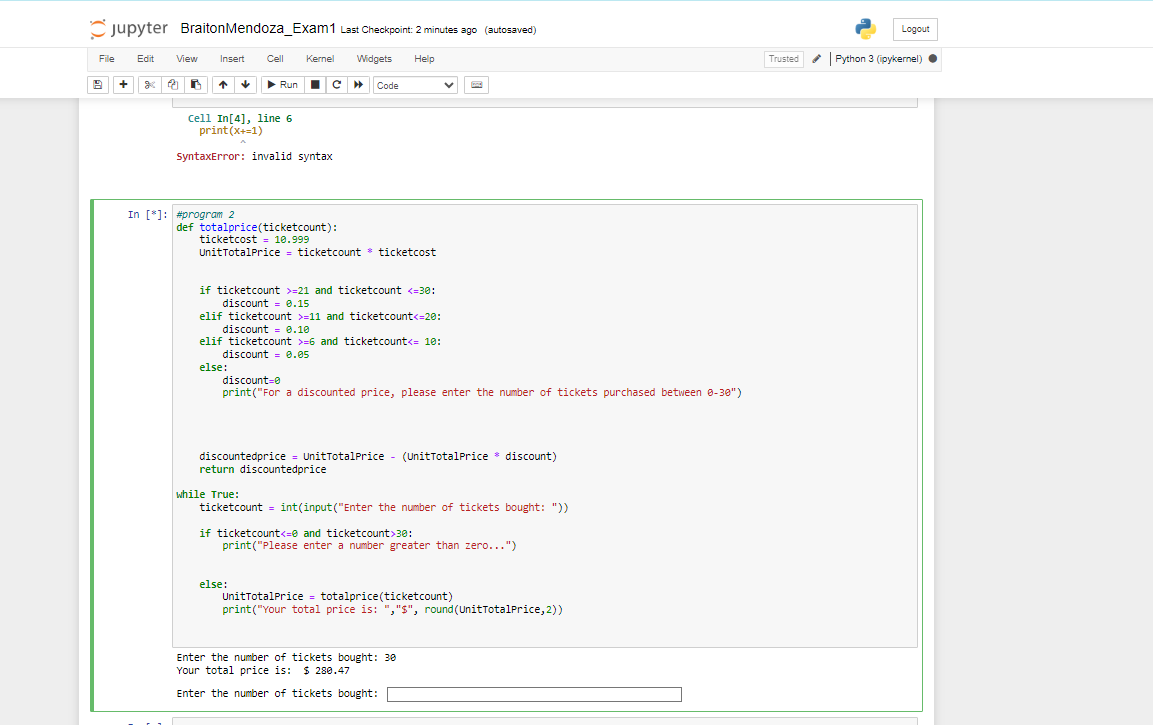 jupyter BraitonMendoza_Exam1 Last Checkpoint: 2 minutes ago (autosaved) Logout
File Edit View Insert Cell Kernel Widgets Help Trusted Python 3 (ipykernel)
Run Code
Cell In[4], line 6
print(x+=1)
^
SyntaxError: invalid syntax
In [*]: #program 2
def totalprice(ticketcount):
ticketcost = 10.999
UnitTotalPrice = ticketcount * ticketcost
if ticketcount >=21 and ticketcount <=30:
discount = 0.15
elif ticketcount >=11 and ticketcount<=20:
discount = 0.10
elif ticketcount >=6 and ticketcount<= 10:
discount = 0.05
else:
discount=0
print("For a discounted price, please enter the number of tickets purchased between 0-30")
discountedprice = UnitTotalPrice - (UnitTotalPrice * discount)
return discountedprice
while True:
ticketcount = int(input("Enter the number of tickets bought: "))
if ticketcount<=0 and ticketcount>30:
print("Please enter a number greater than zero...")
else:
UnitTotalPrice = totalprice(ticketcount)
print("Your total price is: ","$", round(UnitTotalPrice,2))
Enter the number of tickets bought: 30
Your total price is:  $ 280.47
Enter the number of tickets bought: